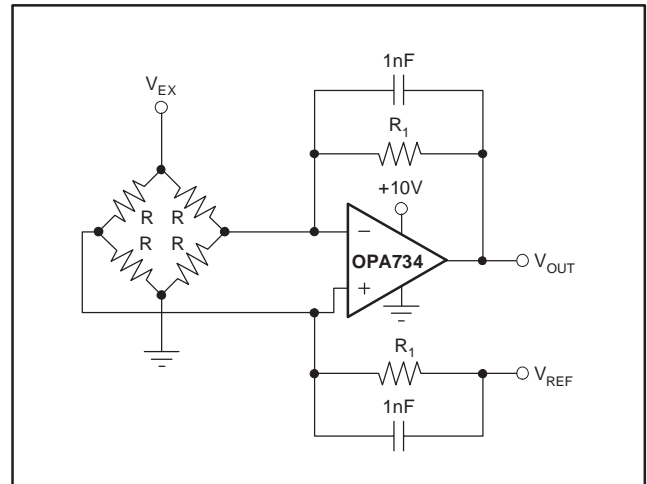 1nF
V_EX
R_1
+10V
R R
R R
−
OPA734
+
V_OUT
R_1
V_REF
1nF